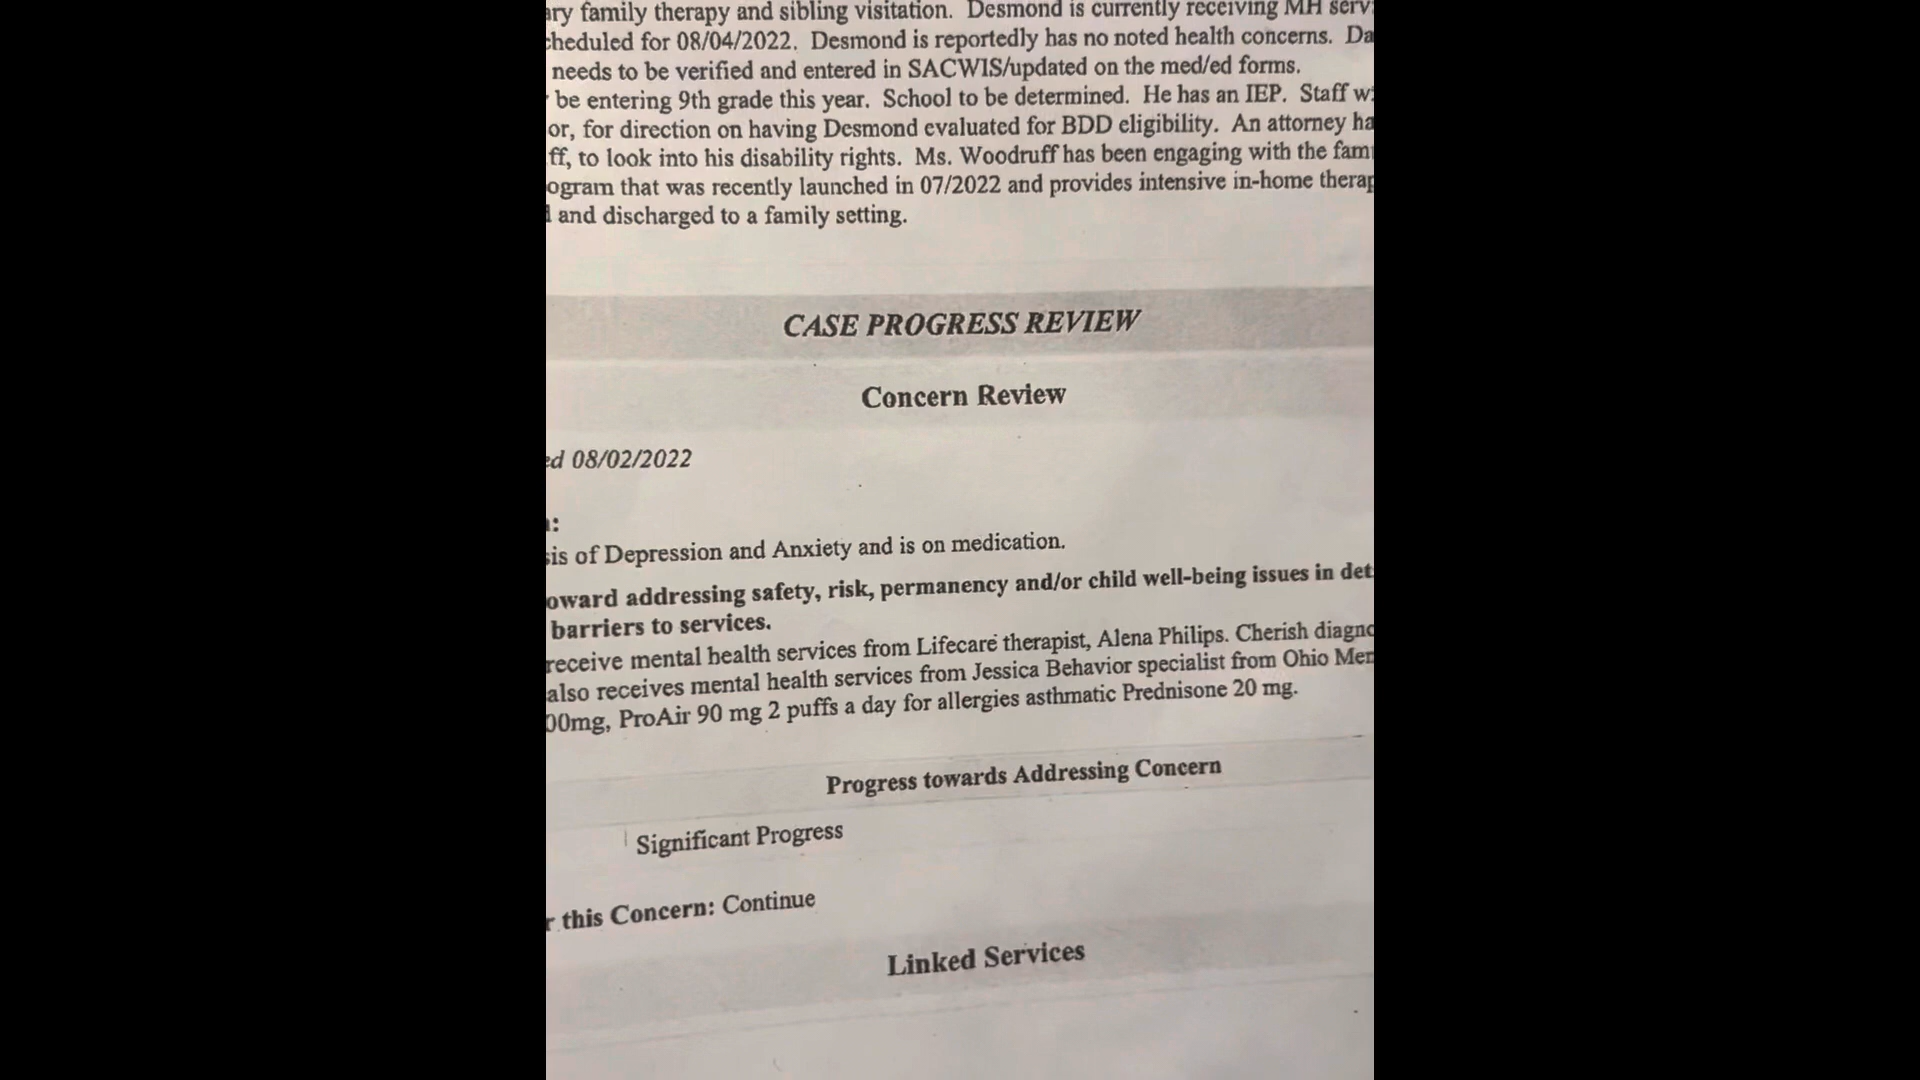 ary family therapy and sibling visitation. Desmond is currently receiving MH serv
cheduled for 08/04/2022. Desmond is reportedly has no noted health concerns. Da
needs to be verified and entered in SACWIS/updated on the med/ed forms.
be entering 9th grade this year. School to be determined. He has an IEP. Staff w
or, for direction on having Desmond evaluated for BDD eligibility. An attorney ha
ff, to look into his disability rights. Ms. Woodruff has been engaging with the fam
ogram that was recently launched in 07/2022 and provides intensive in-home therap
and discharged to a family setting.
CASE PROGRESS REVIEW
Concern Review
ed 08/02/2022
:
sis of Depression and Anxiety and is on medication.
oward addressing safety, risk, permanency and/or child well-being issues in det
barriers to services.
receive mental health services from Lifecare therapist, Alena Philips. Cherish diagno
also receives mental health services from Jessica Behavior specialist from Ohio Men
00mg, ProAir 90 mg 2 puffs a day for allergies asthmatic Prednisone 20 mg.
Progress towards Addressing Concern
Significant Progress
r this Concern: Continue
Linked Services